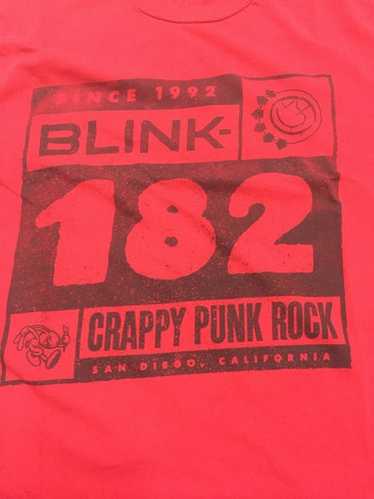 SINCE 1992
BLINK-
182
CRAPPY PUNK ROCK
SAN DIEGO, CALIFORNIA